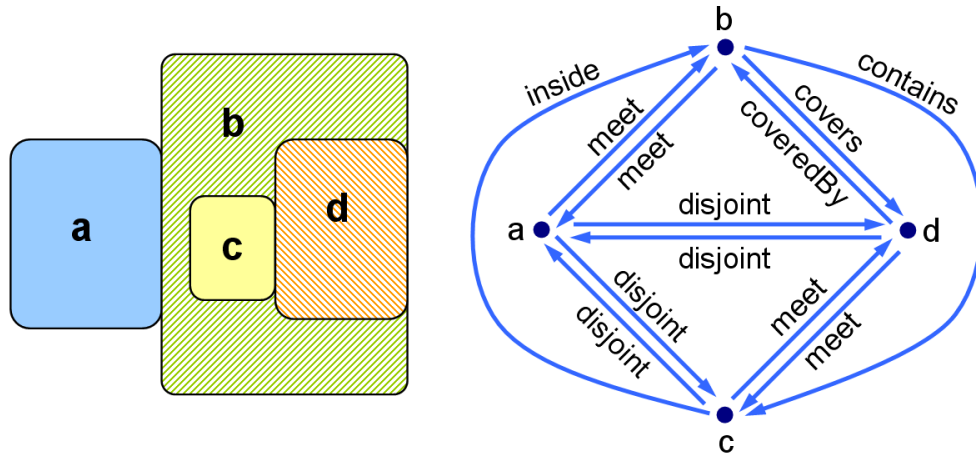 a
b
c
d
b
inside
contains
meet
meet
covers
coveredBy
a
disjoint
d
disjoint
disjoint
disjoint
meet
meet
c